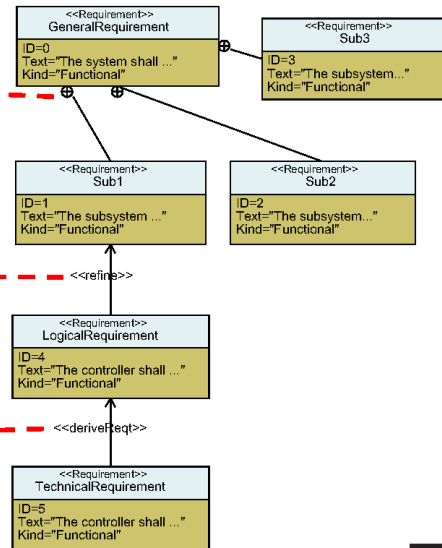 <<Requirement>>
GeneralRequirement
ID=0
Text="The system shall ..."
Kind="Functional"
<<Requirement>>
Sub3
ID=3
Text="The subsystem..."
Kind="Functional"
<<Requirement>>
Sub1
ID=1
Text="The subsystem ..."
Kind="Functional"
<<Requirement>>
Sub2
ID=2
Text="The subsystem..."
Kind="Functional"
<<refine>>
<<Requirement>>
LogicalRequirement
ID=4
Text="The controller shall ..."
Kind="Functional"
<<deriveReqt>>
<<Requirement>>
TechnicalRequirement
ID=5
Text="The controller shall ..."
Kind="Functional"